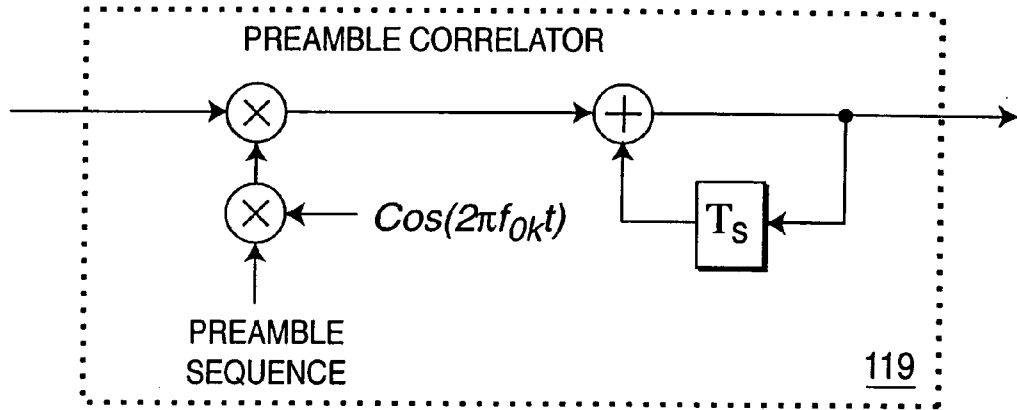 PREAMBLE CORRELATOR
Cos(2πf0kt)
TS
PREAMBLE
SEQUENCE
119